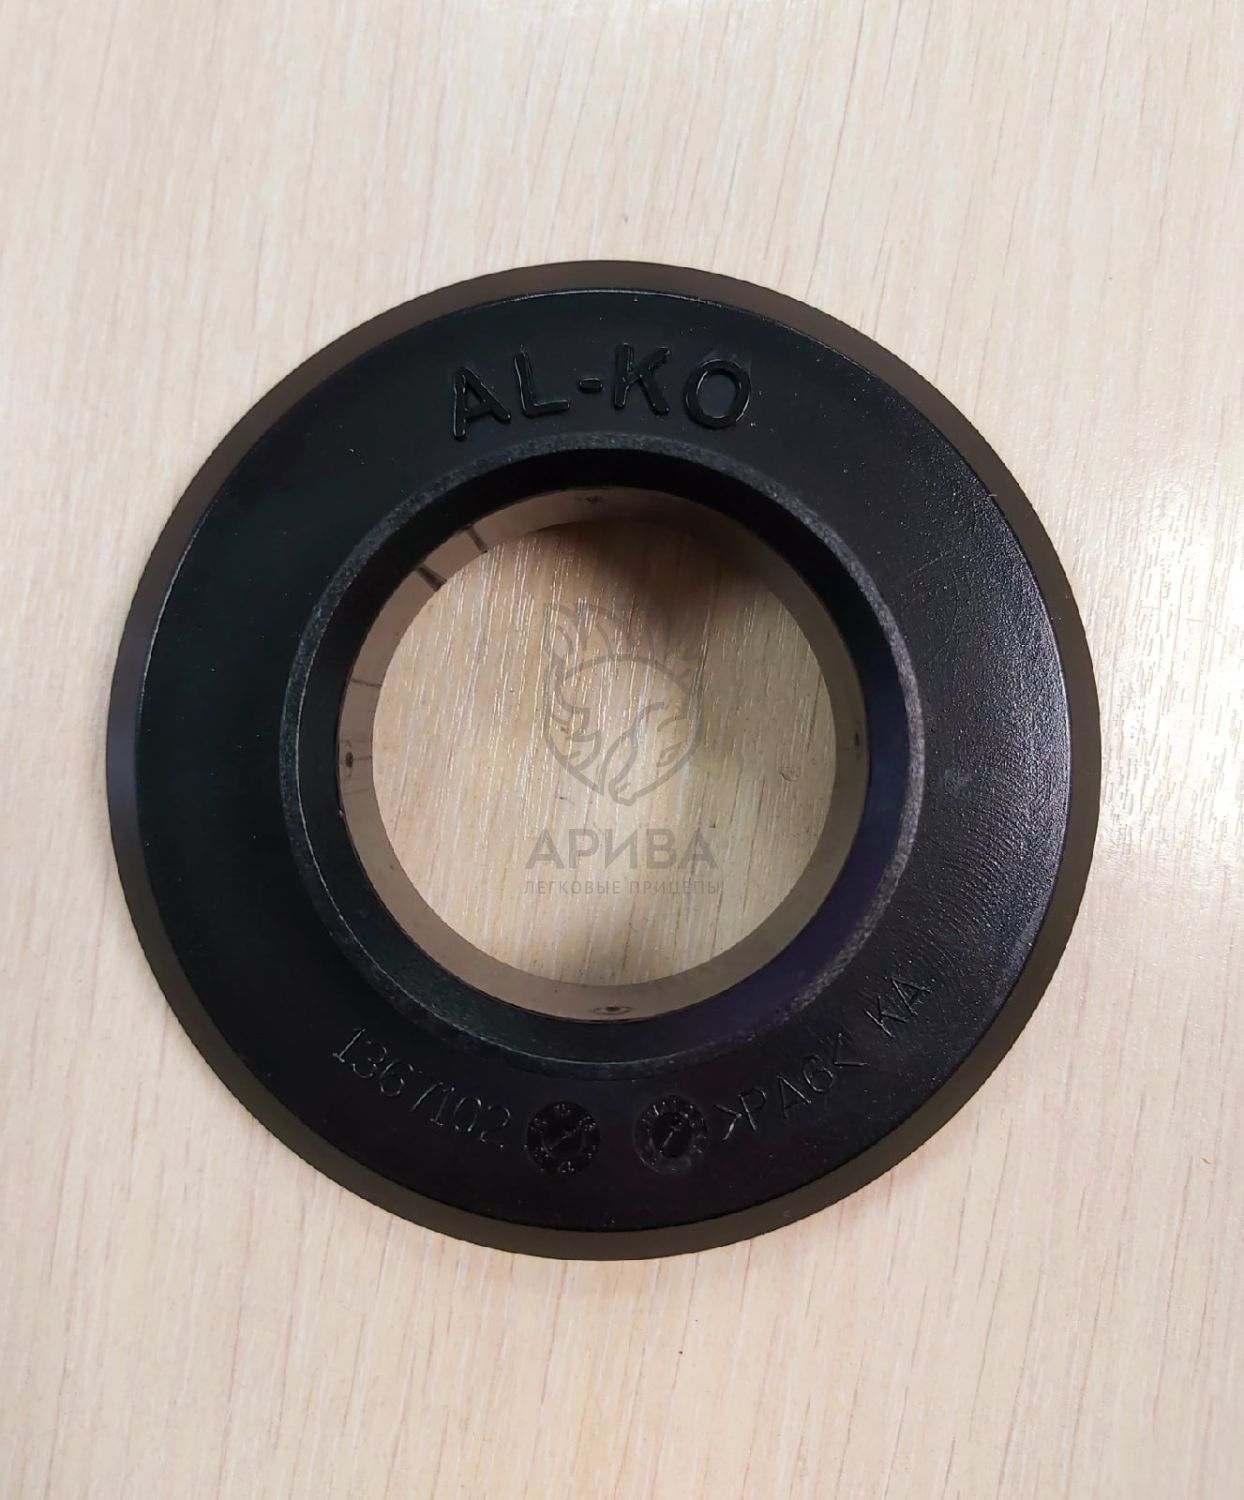 AL-KO
АРИВА
ЛЕГКОВЫЕ ПРИЦЕПЫ
1367102
>PA6< KA